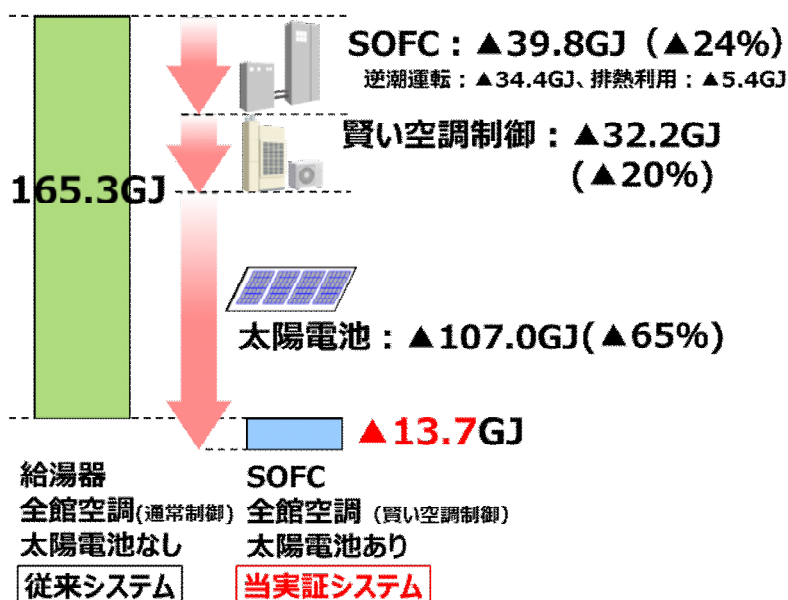 SOFC：▲39.8GJ（▲24%）
逆潮運転：▲34.4GJ、排熱利用：▲5.4GJ
賢い空調制御：▲32.2GJ
(▲20%)
165.3GJ
太陽電池：▲107.0GJ(▲65%)
▲13.7GJ
給湯器
全館空調(通常制御)
太陽電池なし
従来システム
SOFC
全館空調（賢い空調制御）
太陽電池あり
当実証システム